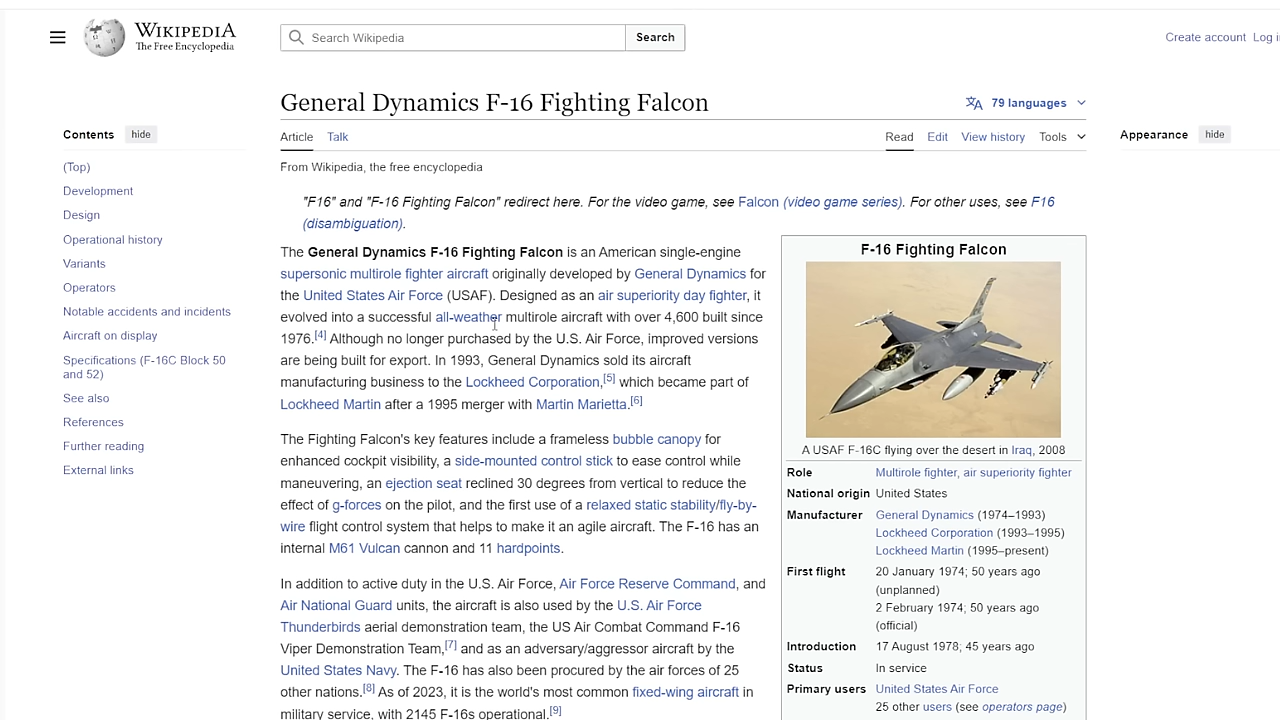 WIKIPEDIA
The Free Encyclopedia
Search Wikipedia
Search
Create account Log i
General Dynamics F-16 Fighting Falcon
79 languages
Contents hide
(Top)
Development
Design
Operational history
Variants
Operators
Notable accidents and incidents
Aircraft on display
Specifications (F-16C Block 50
and 52)
See also
References
Further reading
External links
Article Talk
Read Edit View history Tools
Appearance hide
From Wikipedia, the free encyclopedia
"F16" and "F-16 Fighting Falcon" redirect here. For the video game, see Falcon (video game series). For other uses, see F16
(disambiguation).
The General Dynamics F-16 Fighting Falcon is an American single-engine
supersonic multirole fighter aircraft originally developed by General Dynamics for
the United States Air Force (USAF). Designed as an air superiority day fighter, it
evolved into a successful all-weather multirole aircraft with over 4,600 built since
1976.[4] Although no longer purchased by the U.S. Air Force, improved versions
are being built for export. In 1993, General Dynamics sold its aircraft
manufacturing business to the Lockheed Corporation,[5] which became part of
Lockheed Martin after a 1995 merger with Martin Marietta.[6]
The Fighting Falcon's key features include a frameless bubble canopy for
enhanced cockpit visibility, a side-mounted control stick to ease control while
maneuvering, an ejection seat reclined 30 degrees from vertical to reduce the
effect of g-forces on the pilot, and the first use of a relaxed static stability/fly-by-
wire flight control system that helps to make it an agile aircraft. The F-16 has an
internal M61 Vulcan cannon and 11 hardpoints.
In addition to active duty in the U.S. Air Force, Air Force Reserve Command, and
Air National Guard units, the aircraft is also used by the U.S. Air Force
Thunderbirds aerial demonstration team, the US Air Combat Command F-16
Viper Demonstration Team,[7] and as an adversary/aggressor aircraft by the
United States Navy. The F-16 has also been procured by the air forces of 25
other nations.[8] As of 2023, it is the world's most common fixed-wing aircraft in
military service, with 2145 F-16s operational.[9]
F-16 Fighting Falcon
A USAF F-16C flying over the desert in Iraq, 2008
Role Multirole fighter, air superiority fighter
National origin United States
Manufacturer General Dynamics (1974–1993)
Lockheed Corporation (1993–1995)
Lockheed Martin (1995–present)
First flight 20 January 1974; 50 years ago
(unplanned)
2 February 1974; 50 years ago
(official)
Introduction 17 August 1978; 45 years ago
Status In service
Primary users United States Air Force
25 other users (see operators page)